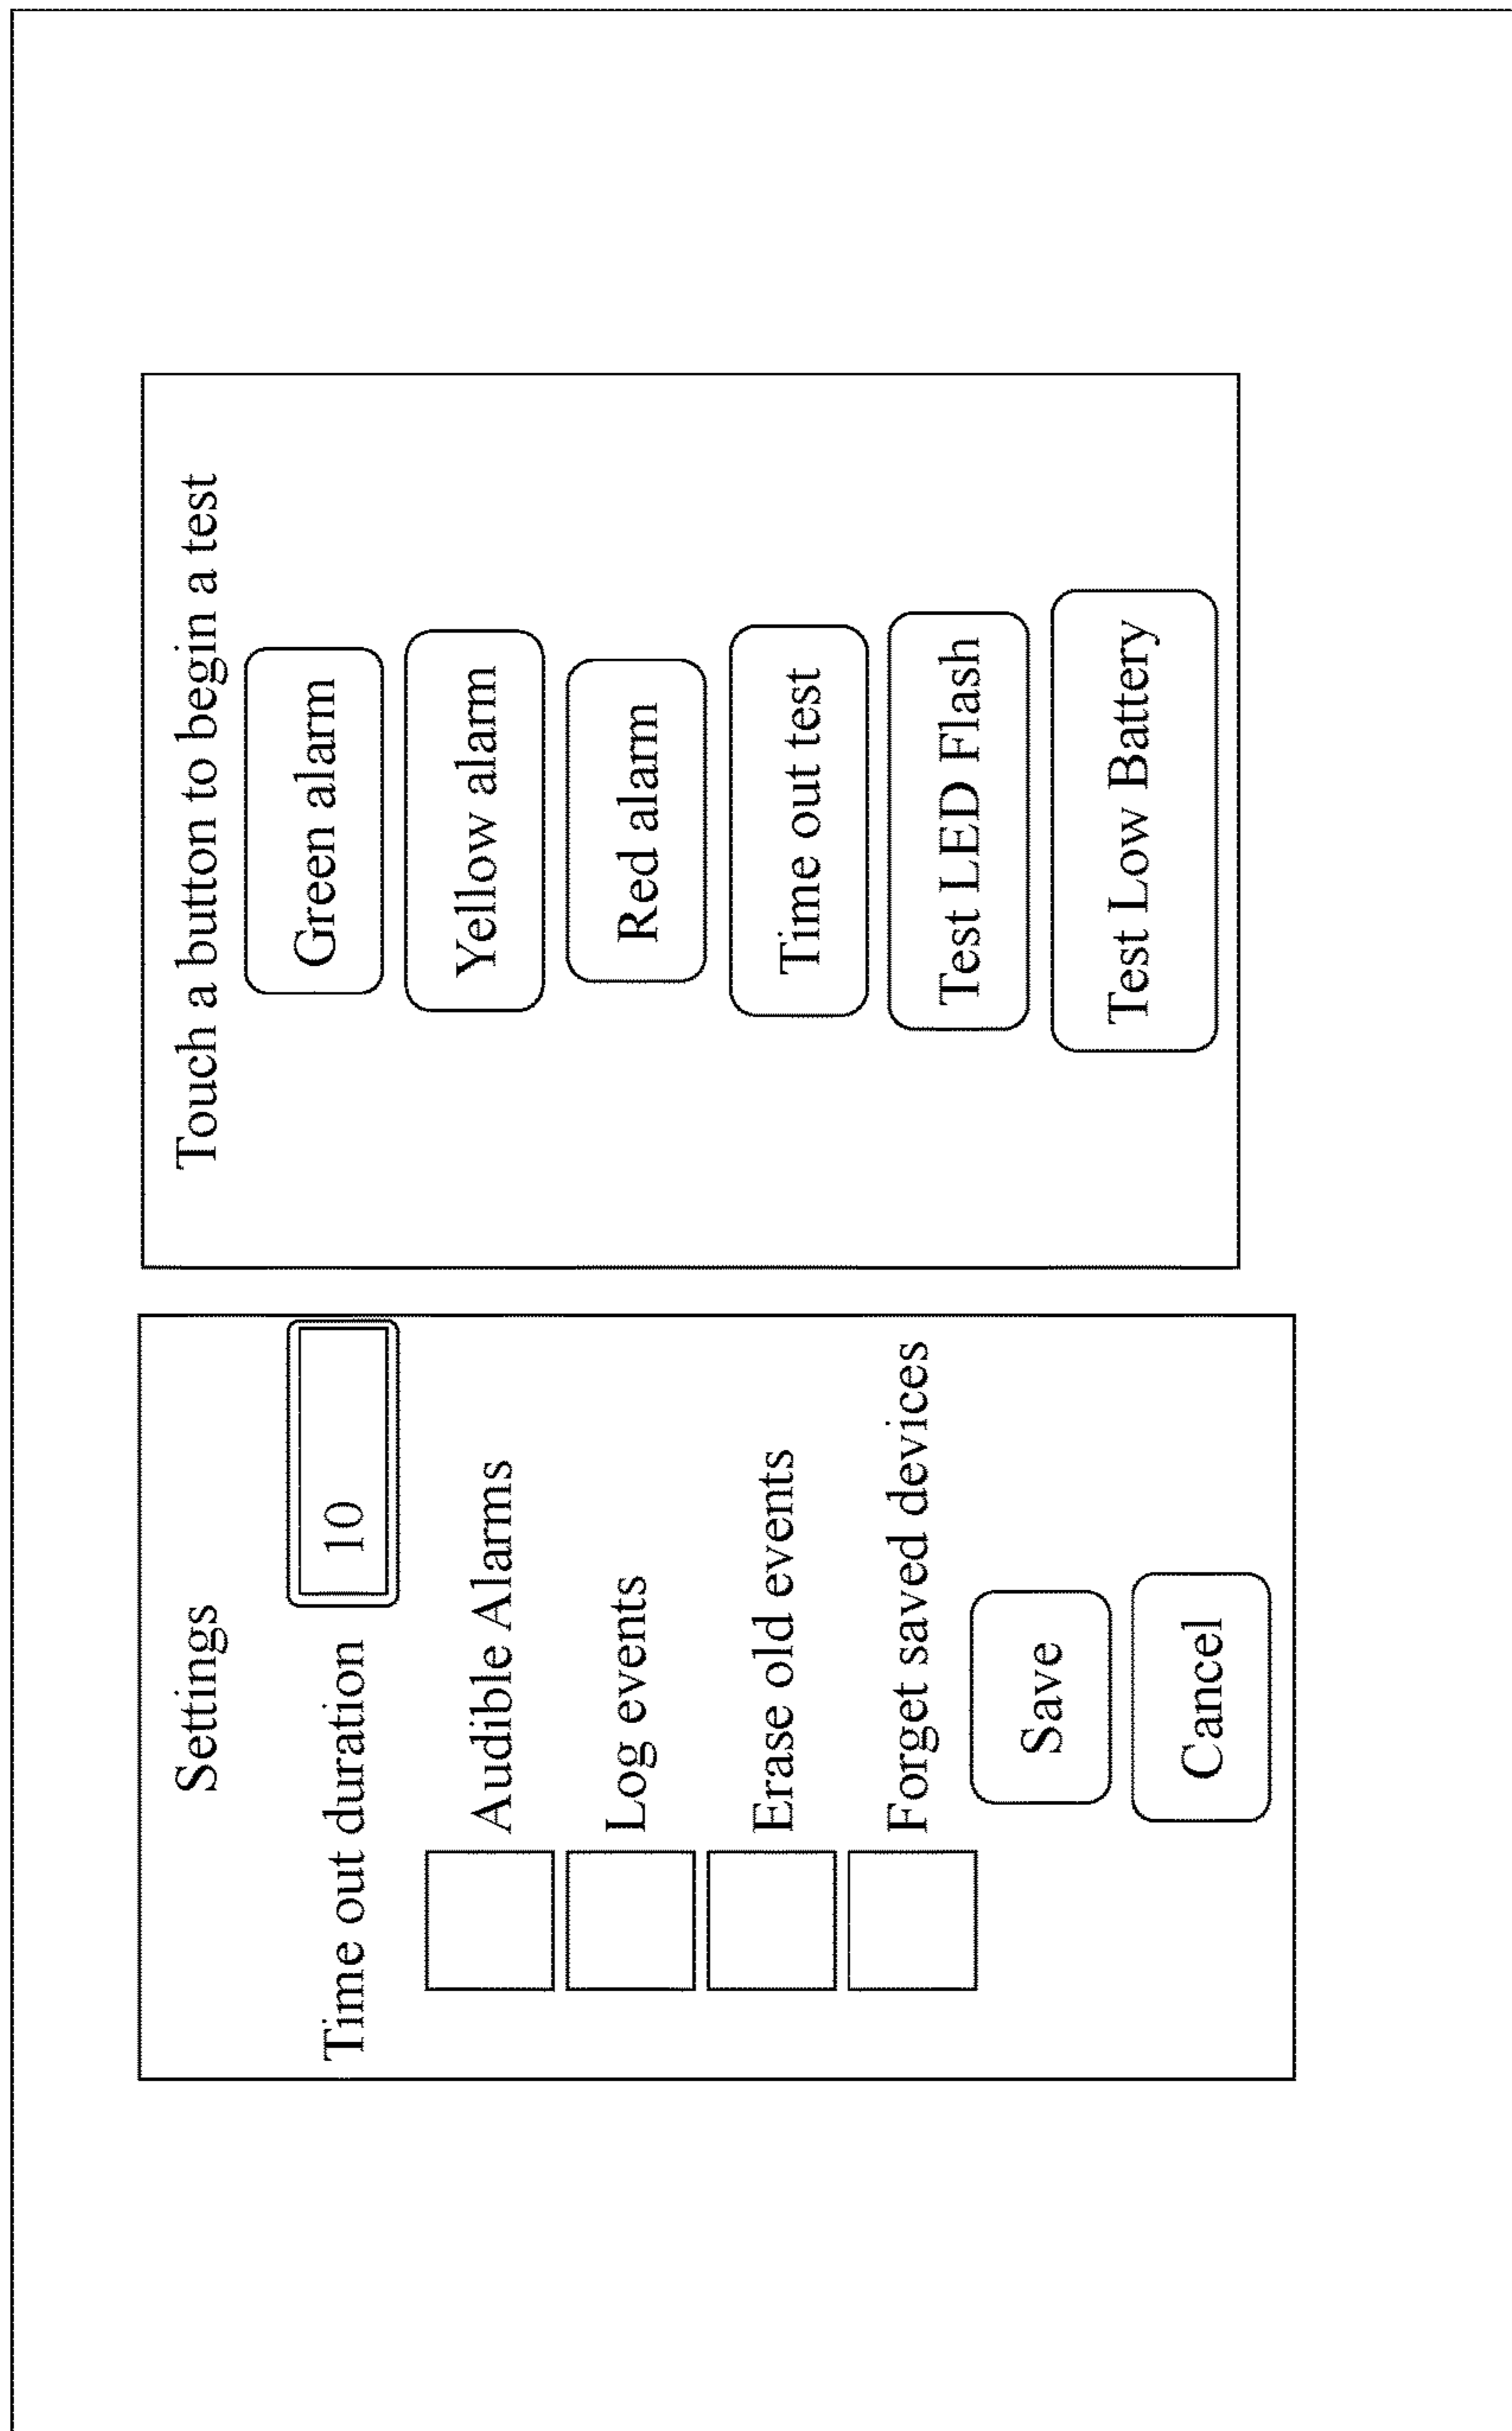 Settings
Time out duration 10
Audible Alarms
Log events
Erase old events
Forget saved devices
Save
Cancel
Touch a button to begin a test
Green alarm
Yellow alarm
Red alarm
Time out test
Test LED Flash
Test Low Battery